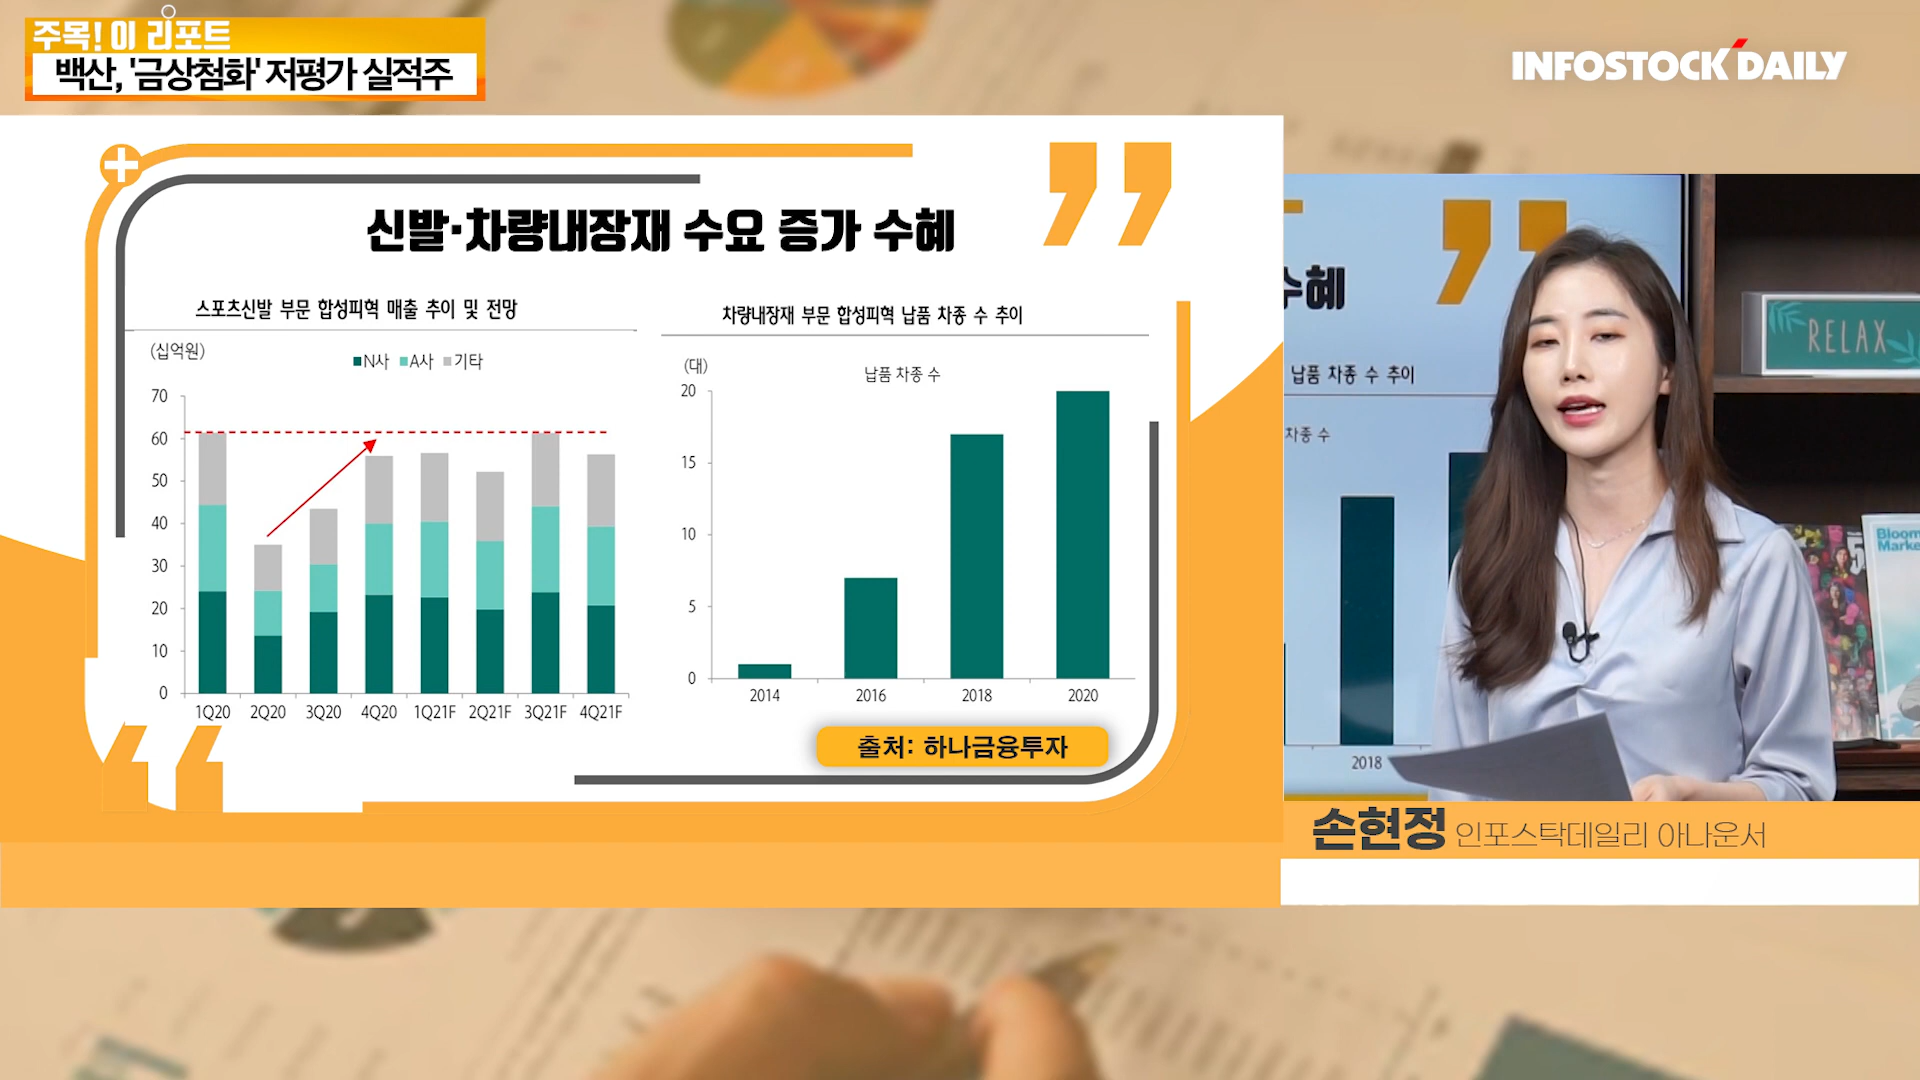 주목! 이 리포트
백산, '금상첨화' 저평가 실적주
INFOSTOCK DAILY
신발·차량내장재 수요 증가 수혜
스포츠신발 부문 합성피혁 매출 추이 및 전망
(십억원)
N사 A사 기타
70
60
50
40
30
20
10
0
1Q20 2Q20 3Q20 4Q20 1Q21F 2Q21F 3Q21F 4Q21F
차량내장재 부문 합성피혁 납품 차종 수 추이
(대)
납품 차종 수
20
15
10
5
0
2014 2016 2018 2020
출처: 하나금융투자
수혜
납품 차종 수 추이
차종 수
2018
RELAX
Bloom
Marke
손현정 인포스탁데일리 아나운서